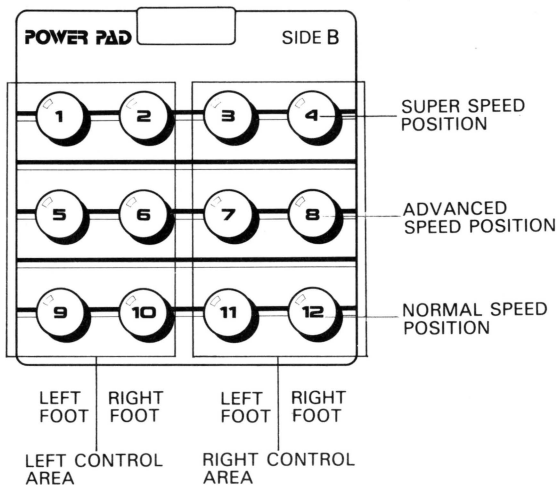 POWER PAD SIDE B
1 2 3 4
SUPER SPEED
POSITION
5 6 7 8
ADVANCED
SPEED POSITION
9 10 11 12
NORMAL SPEED
POSITION
LEFT FOOT RIGHT FOOT LEFT FOOT RIGHT FOOT
LEFT CONTROL
AREA
RIGHT CONTROL
AREA